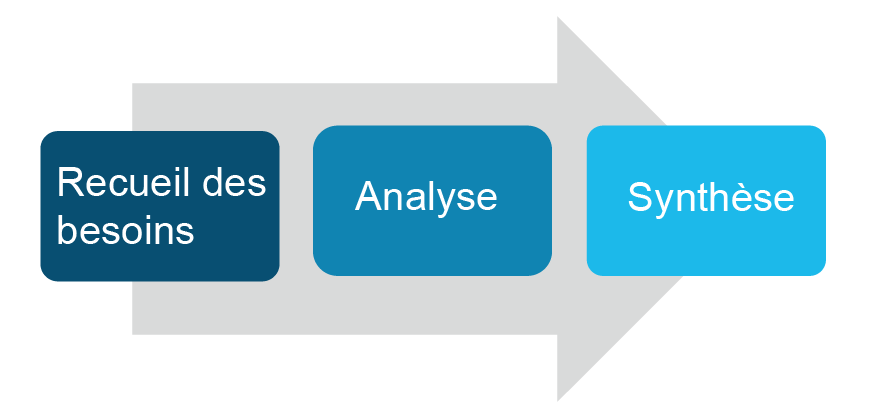 Recueil des
besoins
Analyse
Synthèse